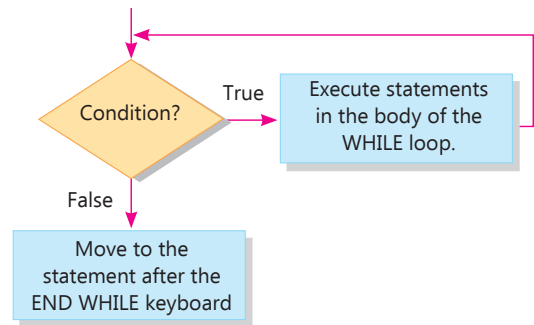 Condition?
True
Execute statements
in the body of the
WHILE loop.
False
Move to the
statement after the
END WHILE keyboard